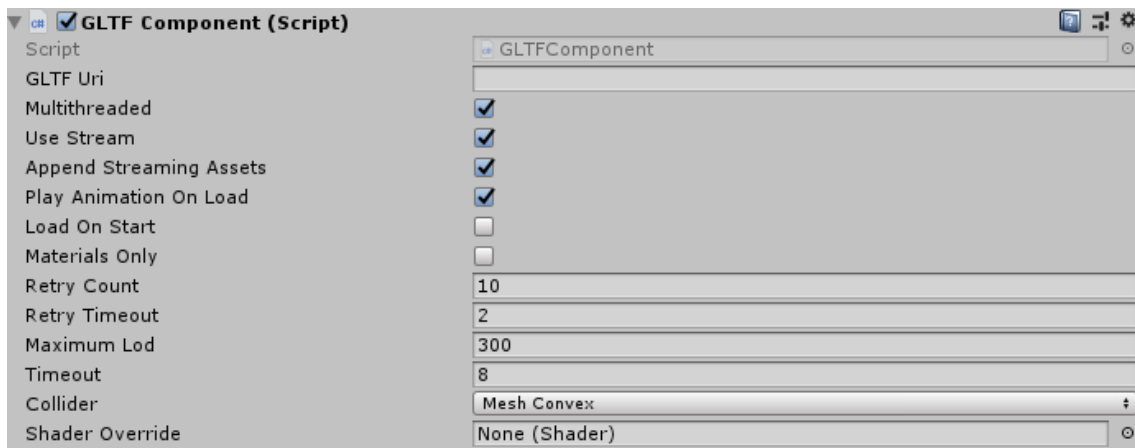 GLTF Component (Script)
Script GLTFComponent
GLTF Uri
Multithreaded
Use Stream
Append Streaming Assets
Play Animation On Load
Load On Start
Materials Only
Retry Count 10
Retry Timeout 2
Maximum Lod 300
Timeout 8
Collider Mesh Convex
Shader Override None (Shader)